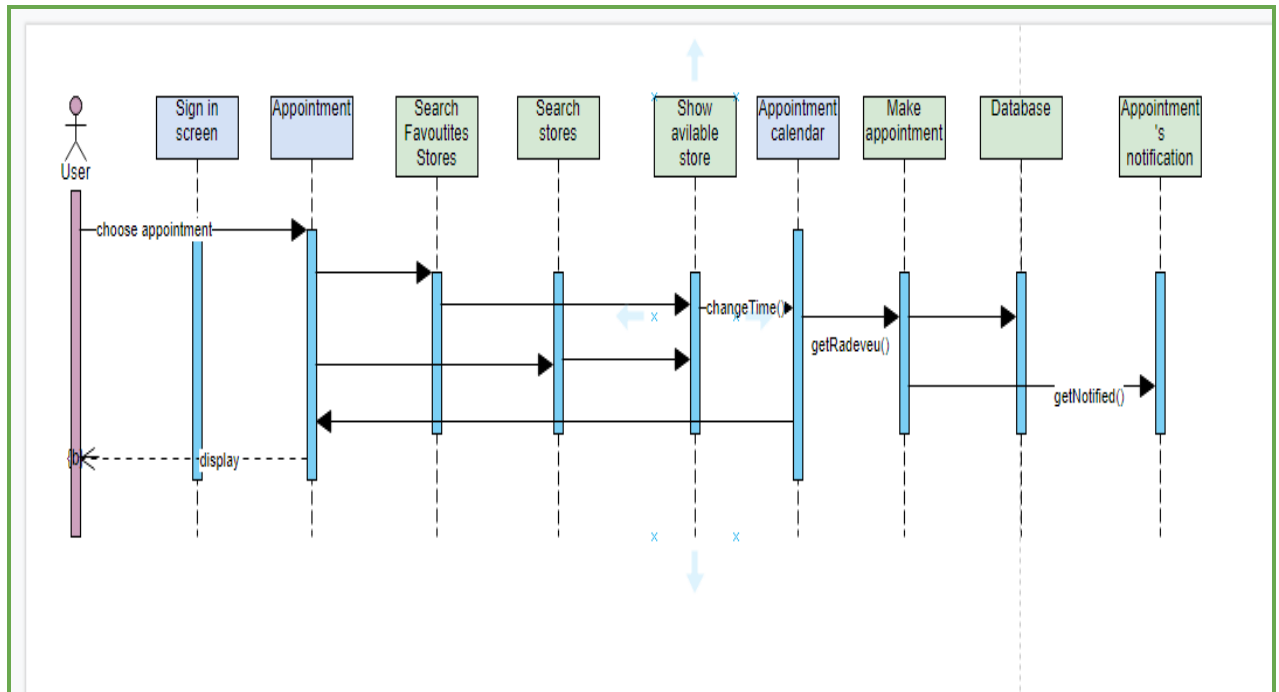 Sign in
screen
Appointment
Search
Favoutites
Stores
Search
stores
Show
avilable
store
Appointment
calendar
Make
appointment
Database
Appointment
's
notification
User
choose appointment
changeTime()
getRadeveu()
getNotified()
display